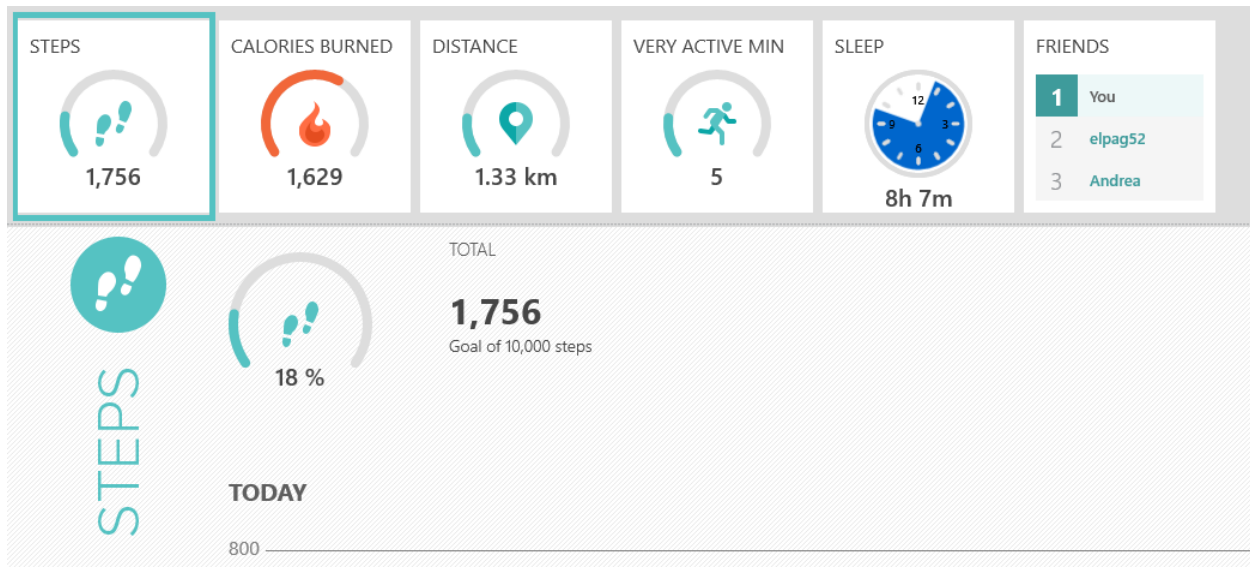 STEPS
1,756
CALORIES BURNED
1,629
DISTANCE
1.33 km
VERY ACTIVE MIN
5
SLEEP
12
9 3
6
8h 7m
FRIENDS
1 You
2 elpag52
3 Andrea
STEPS
18 %
TOTAL
1,756
Goal of 10,000 steps
TODAY
800